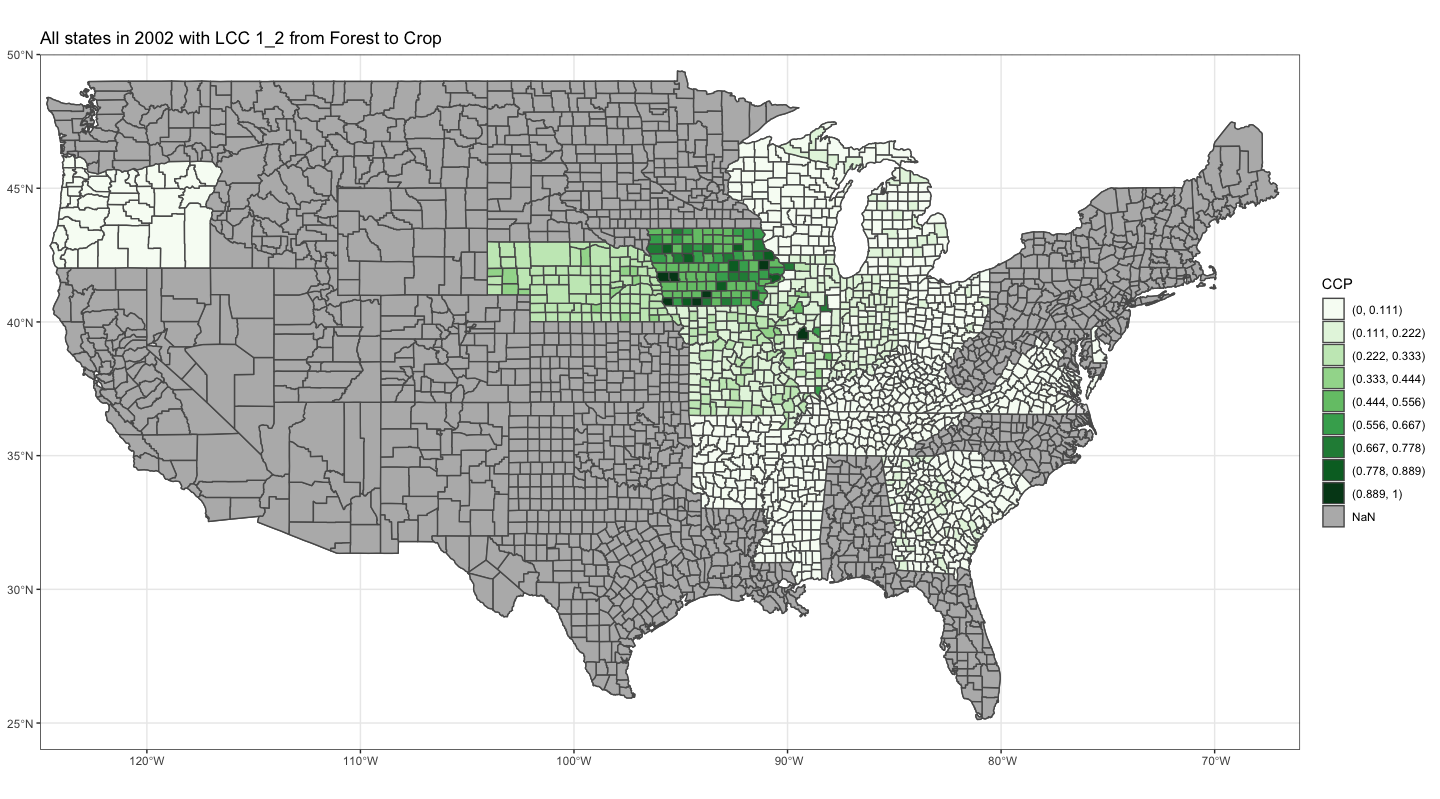 All states in 2002 with LCC 1_2 from Forest to Crop
50°N
45°N
40°N
35°N
30°N
25°N
120°W
110°W
100°W
90°W
80°W
70°W
CCP
(0, 0.111)
(0.111, 0.222)
(0.222, 0.333)
(0.333, 0.444)
(0.444, 0.556)
(0.556, 0.667)
(0.667, 0.778)
(0.778, 0.889)
(0.889, 1)
NaN